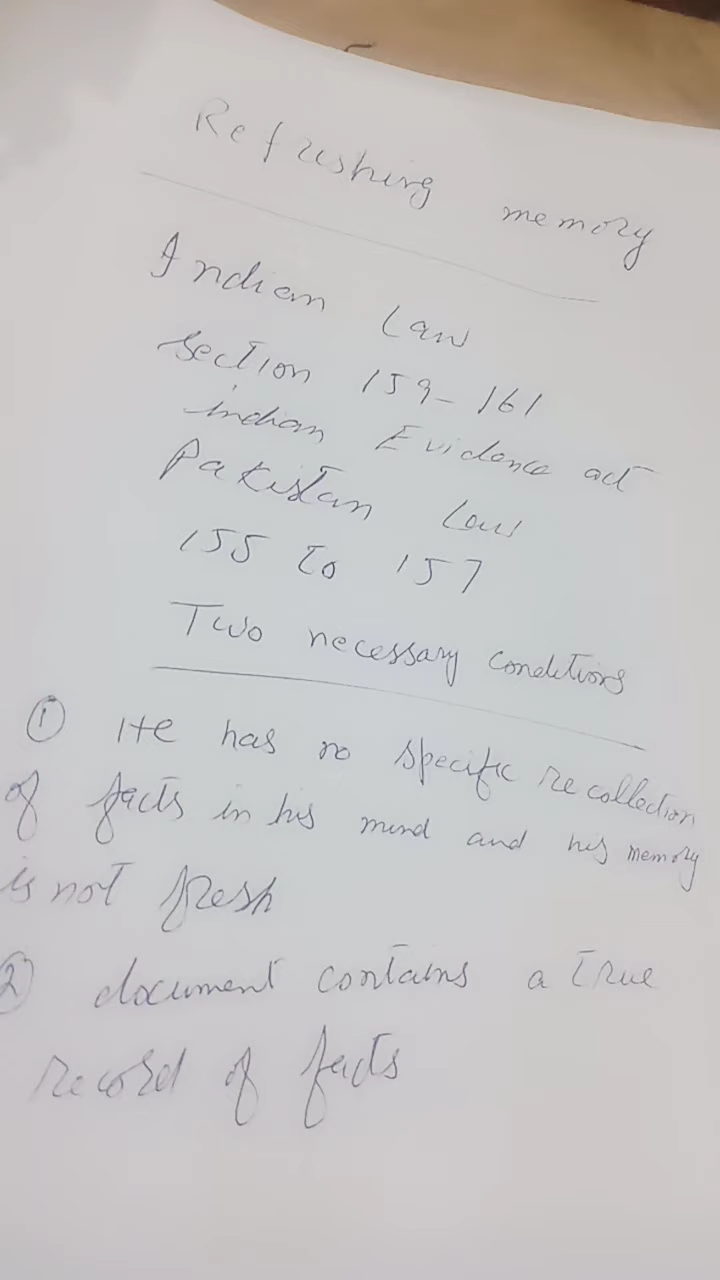 Refreshing memory
Indian Law
Section 159-161
indian Evidence act
Pakistan Law
155 to 157
Two necessary conditions
① He has no specific recollection
of facts in his mind and his memory
is not fresh
② document contains a true
record of facts